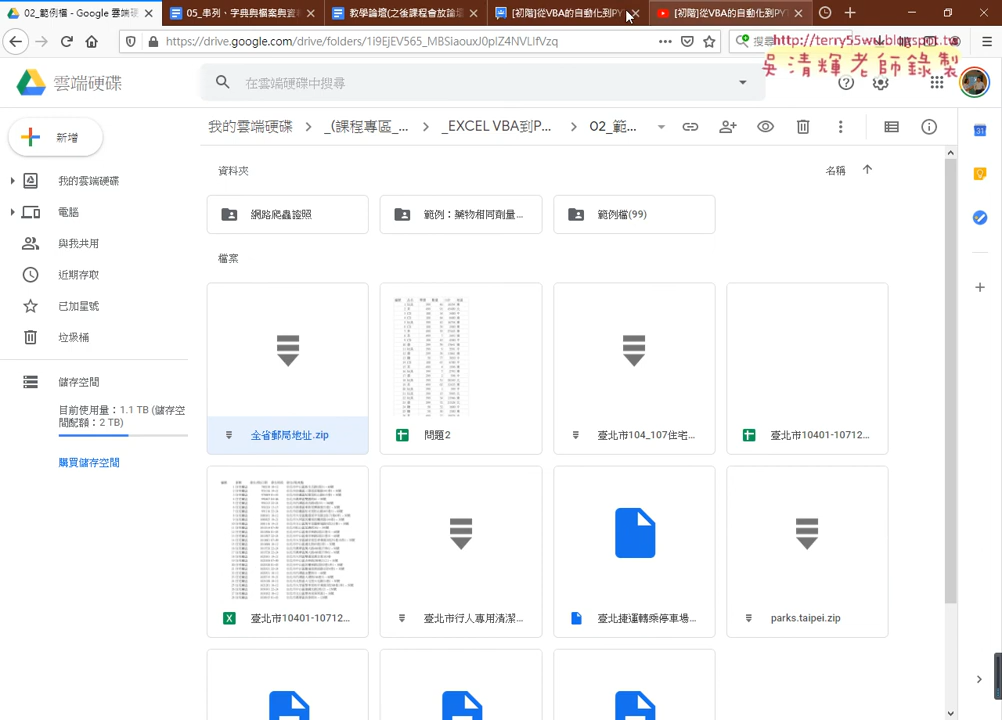 02_範例檔 - Google 雲端硬
05_串列、字典與檔案與資
教學論壇(之後課程會放論壇
[初階]從VBA的自動化到PY
[初階]從VBA的自動化到PY
https://drive.google.com/drive/folders/1i9EjEV565_MBSiaouxJ0pIZ4NVLIfVzq
搜尋
http://terry55wu.blogspot.tw
吳清輝老師錄製
雲端硬碟
在雲端硬碟中搜尋
新增
我的雲端硬碟
_(課程專區_...
_EXCEL VBA到P...
02_範...
31
我的雲端硬碟
電腦
與我共用
近期存取
已加星號
垃圾桶
儲存空間
目前使用量：1.1 TB (儲存空
間配額：2 TB)
購買儲存空間
資料夾
名稱
網路爬蟲證照
範例：藥物相同劑量...
範例檔(99)
檔案
全省郵局地址.zip
問題2
臺北市104_107住宅...
臺北市10401-10712...
臺北市10401-10712...
臺北市行人專用清潔...
臺北捷運轉乘停車場...
parks.taipei.zip